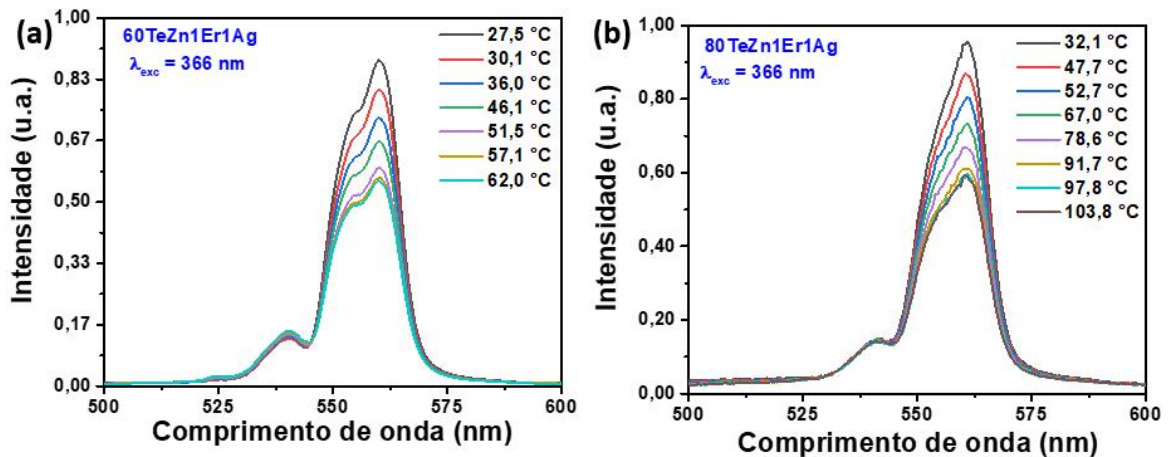 (a)
60TeZn1Er1Ag
λexc = 366 nm
27,5 °C
30,1 °C
36,0 °C
46,1 °C
51,5 °C
57,1 °C
62,0 °C
1,00
0,83
0,67
0,50
0,33
0,17
0,00
Intensidade (u.a.)
500
525
550
575
600
Comprimento de onda (nm)
(b)
80TeZn1Er1Ag
λexc = 366 nm
32,1 °C
47,7 °C
52,7 °C
67,0 °C
78,6 °C
91,7 °C
97,8 °C
103,8 °C
1,00
0,80
0,60
0,40
0,20
0,00
Intensidade (u.a.)
500
525
550
575
600
Comprimento de onda (nm)